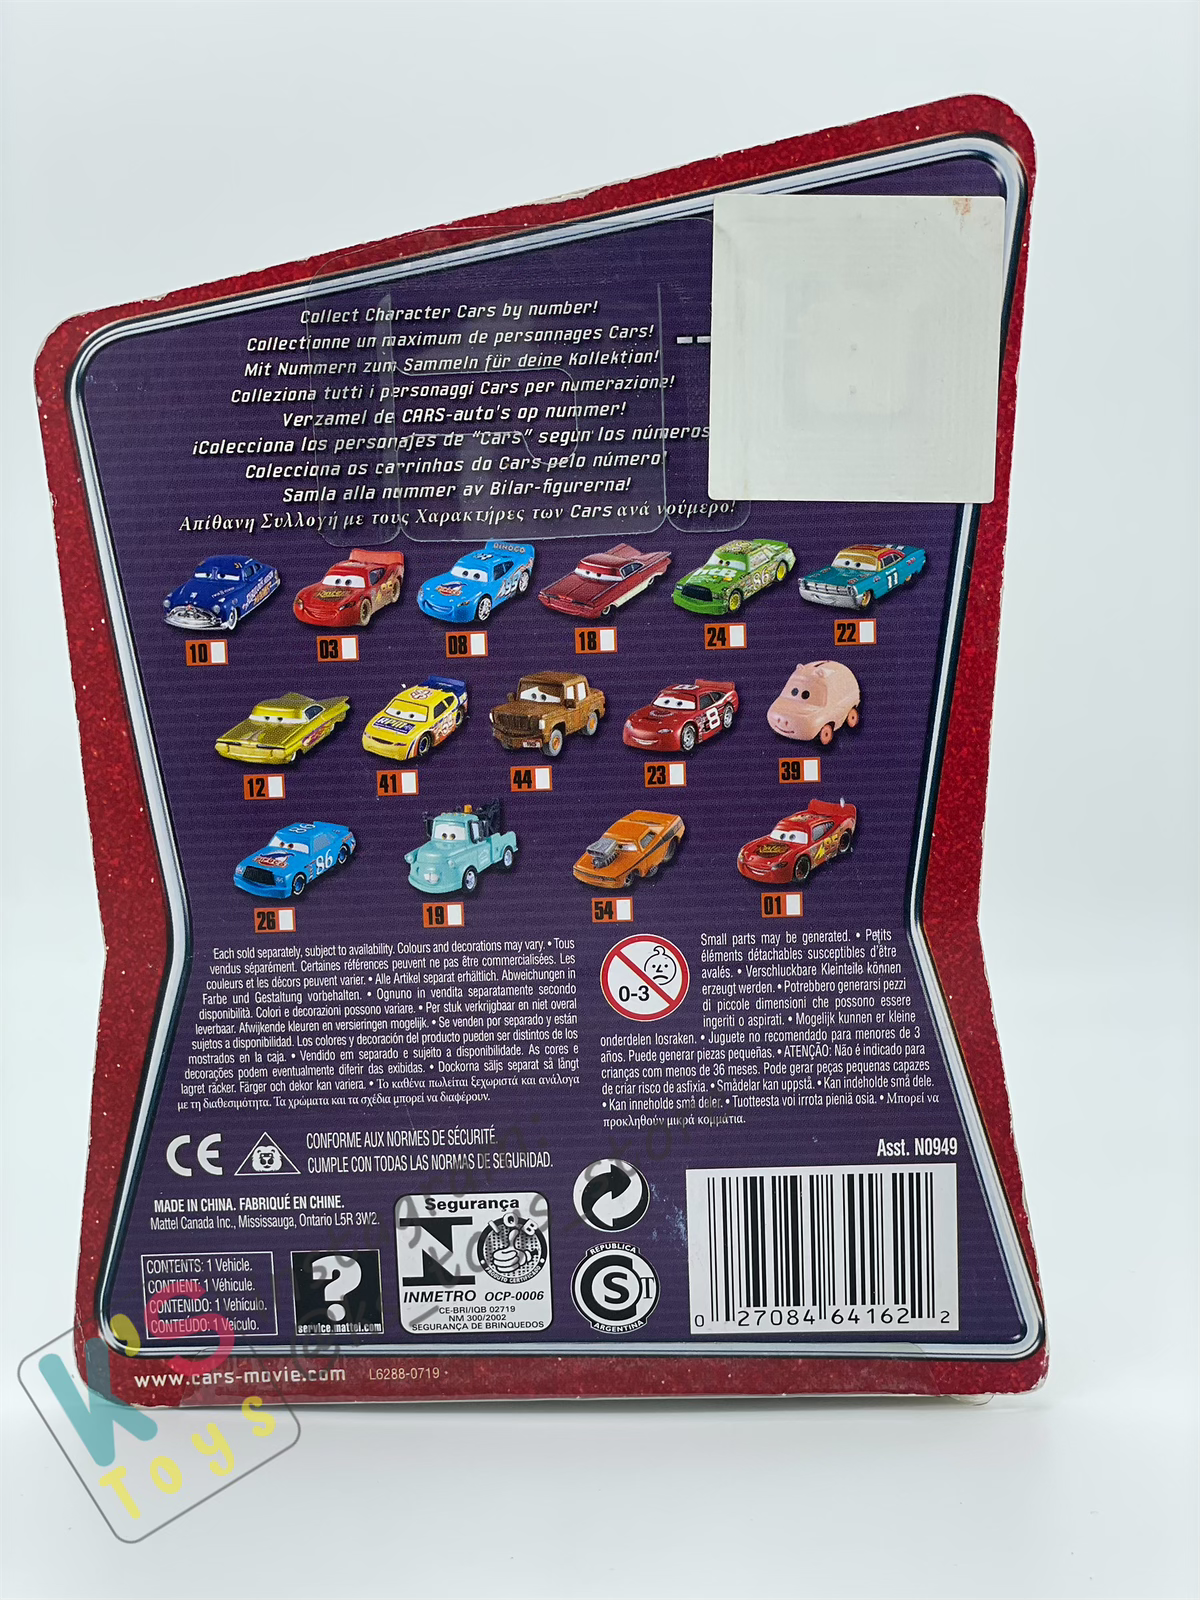 Collect Character Cars by number!
Collectionne un maximum de personnages Cars!
Mit Nummern zum Sammeln für deine Kollektion!
Colleziona tutti i personaggi Cars per numerazione!
Verzamel de CARS-auto's op nummer!
¡Colecciona los personajes de "Cars" segun los números
Colecciona os carrinhos do Cars pelo número!
Samla alla nummer av Bilar-figurerna!
Απίθανη Συλλογή με τους Χαρακτήρες των Cars ανά νούμερο!
10 03 08 18 24 22
12 41 44 23 39
26 19 54 01
Each sold separately, subject to availability. Colours and decorations may vary. • Tous
vendus séparément. Certaines références peuvent ne pas être commercialisées. Les
couleurs et les décors peuvent varier. • Alle Artikel separat erhältlich. Abweichungen in
Farbe und Gestaltung vorbehalten. • Ognuno in vendita separatamente secondo
disponibilità. Colori e decorazioni possono variare. • Per stuk verkrijgbaar en niet overal
leverbaar. Afwijkende kleuren en versieringen mogelijk. • Se venden por separado y están
sujetos a disponibilidad. Los colores y decoración del producto pueden ser distintos de los
mostrados en la caja. • Vendido em separado e sujeito a disponibilidade. As cores e
decorações podem eventualmente diferir das exibidas. • Dockorna säljs separat så långt
lagret räcker. Färger och dekor kan variera. • Το καθένα πωλείται ξεχωριστά και ανάλογα
με τη διαθεσιμότητα. Τα χρώματα και τα σχέδια μπορεί να διαφέρουν.
0-3
Small parts may be generated. • Petits
éléments détachables susceptibles d'être
avalés. • Verschluckbare Kleinteile können
erzeugt werden. • Potrebbero generarsi pezzi
di piccole dimensioni che possono essere
ingeriti o aspirati. • Mogelijk kunnen er kleine
onderdelen losraken. • Juguete no recomendado para menores de 3
años. Puede generar piezas pequeñas. • ATENÇÃO: Não é indicado para
crianças com menos de 36 meses. Pode gerar peças pequenas capazes
de criar risco de asfixia. • Smådelar kan uppstå. • Kan indeholde små dele.
• Kan inneholde små deler. • Tuotteesta voi irrota pieniä osia. • Μπορεί να
προκληθούν μικρά κομμάτια.
Asst. N0949
CE
CONFORME AUX NORMES DE SÉCURITÉ.
CUMPLE CON TODAS LAS NORMAS DE SEGURIDAD.
MADE IN CHINA. FABRIQUÉ EN CHINE.
Mattel Canada Inc., Mississauga, Ontario L5R 3W2.
CONTENTS: 1 Vehicle.
CONTIENT: 1 Véhicule.
CONTENIDO: 1 Vehículo.
CONTEÚDO: 1 Veículo.
?
service.mattel.com
Segurança
IQB
PRODUTO CERTIFICADO
INMETRO OCP-0006
CE-BRI/IQB 02719
NM 300/2002
SEGURANÇA DE BRINQUEDOS
REPUBLICA
ST
ARGENTINA
0 27084 64162 2
www.cars-movie.com L6288-0719
K's
Toys